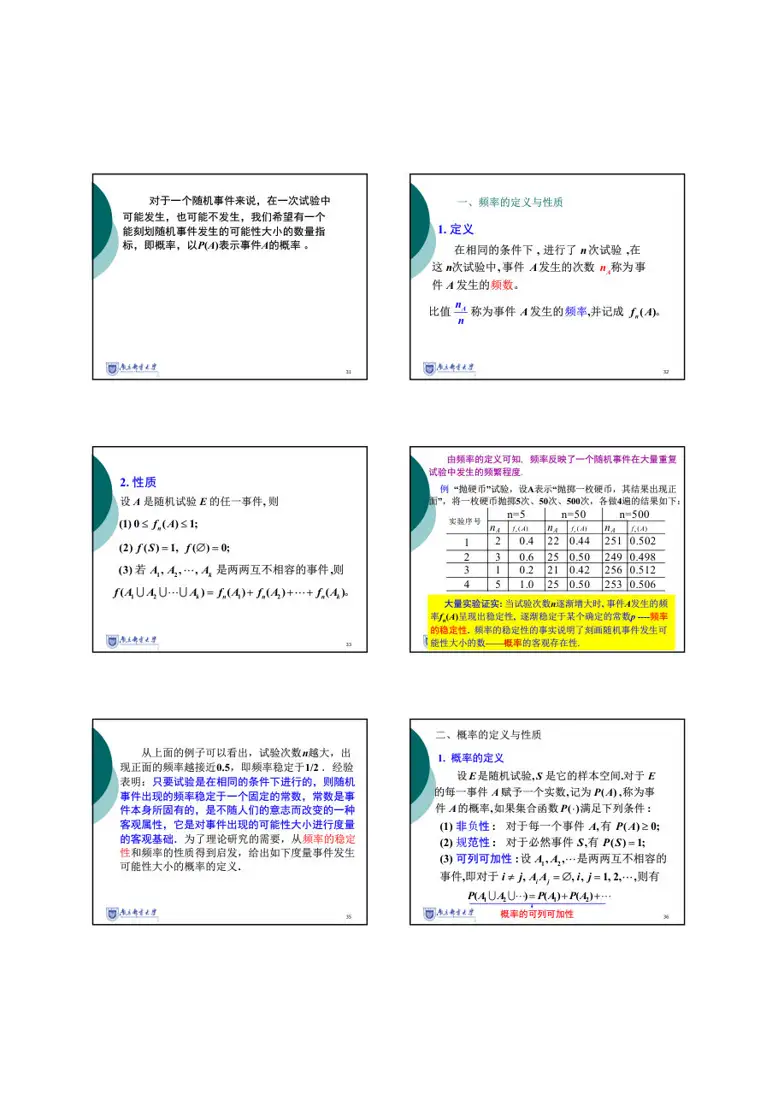 对于一个随机事件来说，在一次试验中
可能发生，也可能不发生，我们希望有一个
能刻划随机事件发生的可能性大小的数量指
标，即概率，以P(A)表示事件A的概率 。
31
一、频率的定义与性质
1. 定义
在相同的条件下 , 进行了 n 次试验 ,在
这 n次试验中, 事件 A 发生的次数 n_A称为事
件 A 发生的频数。
比值 n_A/n 称为事件 A 发生的频率,并记成 f_n(A)。
32
2. 性质
设 A 是随机试验 E 的任一事件, 则
(1) 0 ≤ f_n(A) ≤ 1;
(2) f(S) = 1, f(∅) = 0;
(3) 若 A_1, A_2, ⋯, A_k 是两两互不相容的事件,则
f(A_1 ∪ A_2 ∪ ⋯ ∪ A_k) = f_n(A_1) + f_n(A_2) + ⋯ + f_n(A_k)。
33
由频率的定义可知, 频率反映了一个随机事件在大量重复
试验中发生的频繁程度.
例 “抛硬币”试验，设A表示“抛掷一枚硬币，其结果出现正
面”，将一枚硬币抛掷5次、50次、500次，各做4遍的结果如下：
实验序号 n=5 n=50 n=500
n_A f_n(A) n_A f_n(A) n_A f_n(A)
1 2 0.4 22 0.44 251 0.502
2 3 0.6 25 0.50 249 0.498
3 1 0.2 21 0.42 256 0.512
4 5 1.0 25 0.50 253 0.506
大量实验证实: 当试验次数n逐渐增大时, 事件A发生的频
率f_n(A)呈现出稳定性, 逐渐稳定于某个确定的常数p ----频率
的稳定性. 频率的稳定性的事实说明了刻画随机事件发生可
能性大小的数——概率的客观存在性.
从上面的例子可以看出，试验次数n越大，出
现正面的频率越接近0.5，即频率稳定于1/2 ．经验
表明：只要试验是在相同的条件下进行的，则随机
事件出现的频率稳定于一个固定的常数，常数是事
件本身所固有的，是不随人们的意志而改变的一种
客观属性，它是对事件出现的可能性大小进行度量
的客观基础．为了理论研究的需要，从频率的稳定
性和频率的性质得到启发，给出如下度量事件发生
可能性大小的概率的定义．
35
二、概率的定义与性质
1. 概率的定义
设 E 是随机试验, S 是它的样本空间.对于 E
的每一事件 A 赋予一个实数,记为 P(A) ,称为事
件 A 的概率,如果集合函数 P(·)满足下列条件 :
(1) 非负性 : 对于每一个事件 A,有 P(A) ≥ 0;
(2) 规范性 : 对于必然事件 S,有 P(S) = 1;
(3) 可列可加性 : 设 A_1, A_2, ⋯是两两互不相容的
事件,即对于 i ≠ j, A_iA_j = ∅, i, j = 1, 2, ⋯,则有
P(A_1 ∪ A_2 ∪ ⋯) = P(A_1) + P(A_2) + ⋯
概率的可列可加性
36